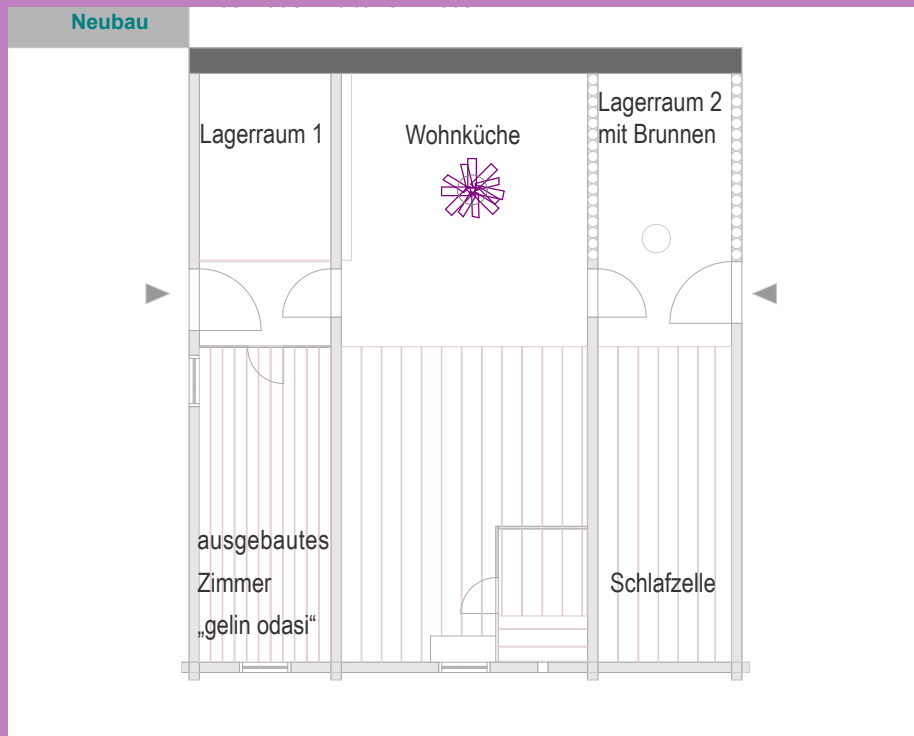 Neubau
Lagerraum 1
Wohnküche
Lagerraum 2
mit Brunnen
ausgebautes
Zimmer
„gelin odasi“
Schlafzelle